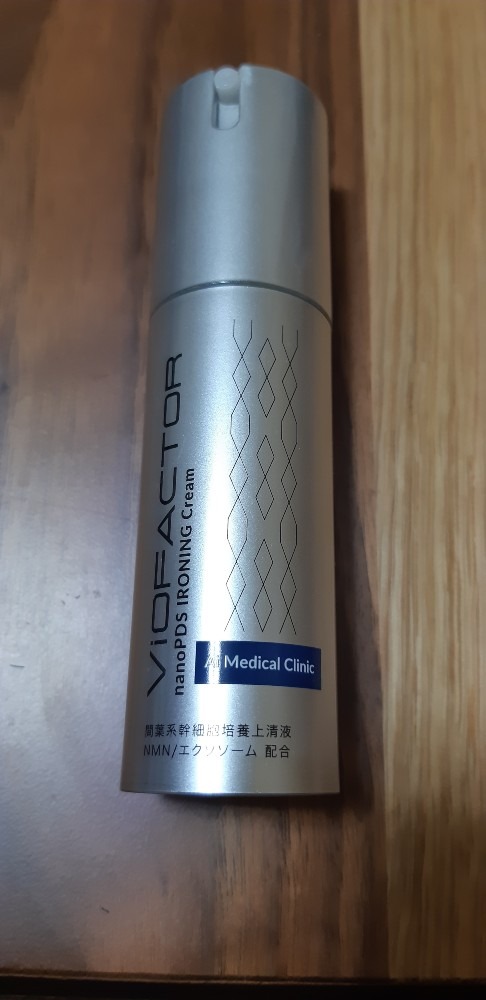 ViOFACTOR
nanoPDS IRONING Cream
Ai Medical Clinic
間葉系幹細胞培養上清液
NMN/エクソソーム 配合